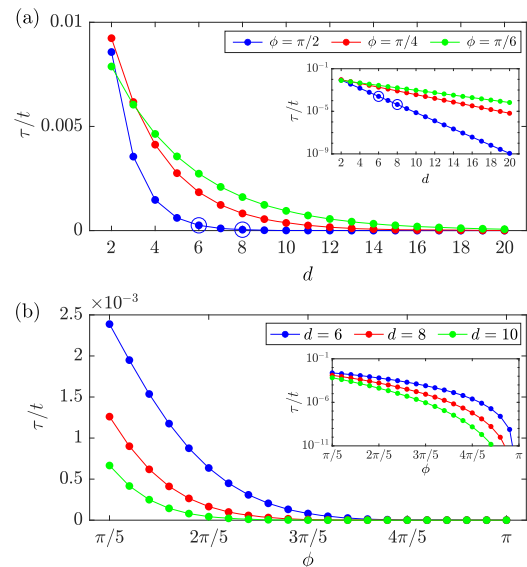 (a)
ϕ = π/2 ϕ = π/4 ϕ = π/6
0.01
0.005
0
τ/t
2 4 6 8 10 12 14 16 18 20
d
10⁻¹
10⁻⁵
10⁻⁹
τ/t
2 4 6 8 10 12 14 16 18 20
d
(b)
×10⁻³
d = 6 d = 8 d = 10
2.5
2
1.5
1
0.5
0
τ/t
π/5 2π/5 3π/5 4π/5 π
ϕ
10⁻¹
10⁻⁶
10⁻¹¹
τ/t
π/5 2π/5 3π/5 4π/5 π
ϕ